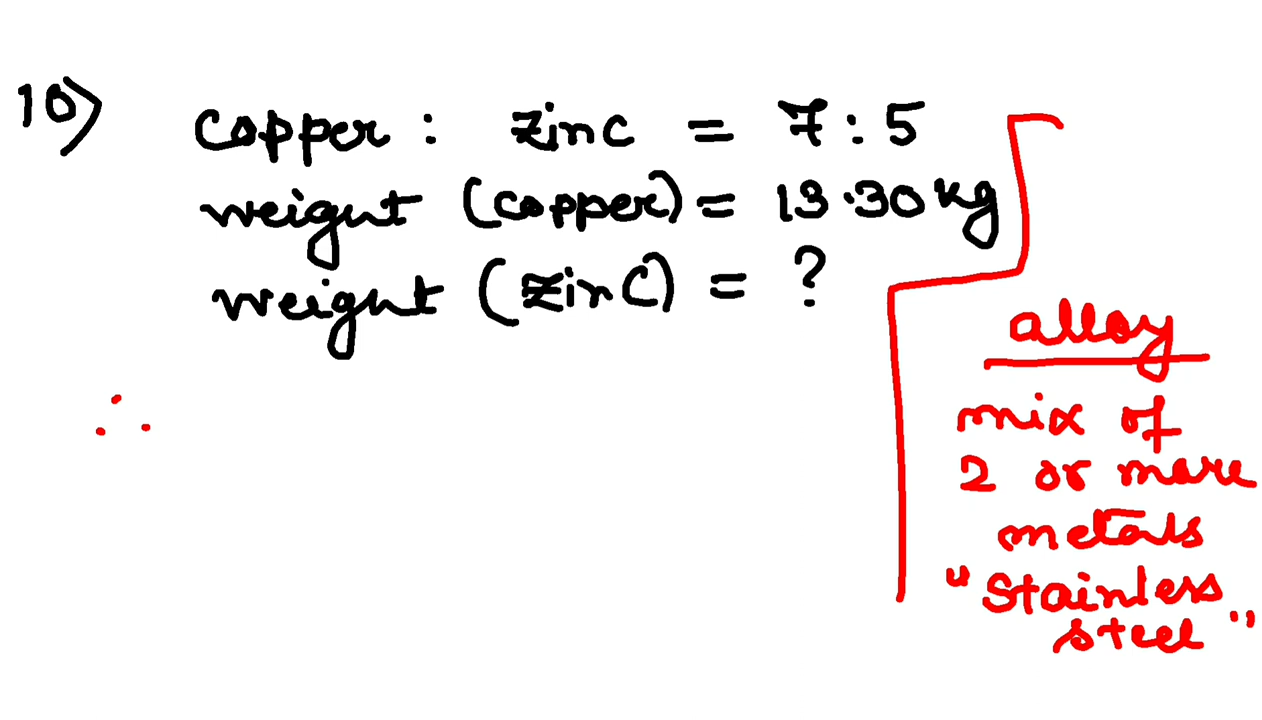 10) copper : zinc = 7 : 5
weight (copper) = 13.30 kg
weight (zinc) = ?
∴
alloy
mix of
2 or more
metals
"Stainless
steel"